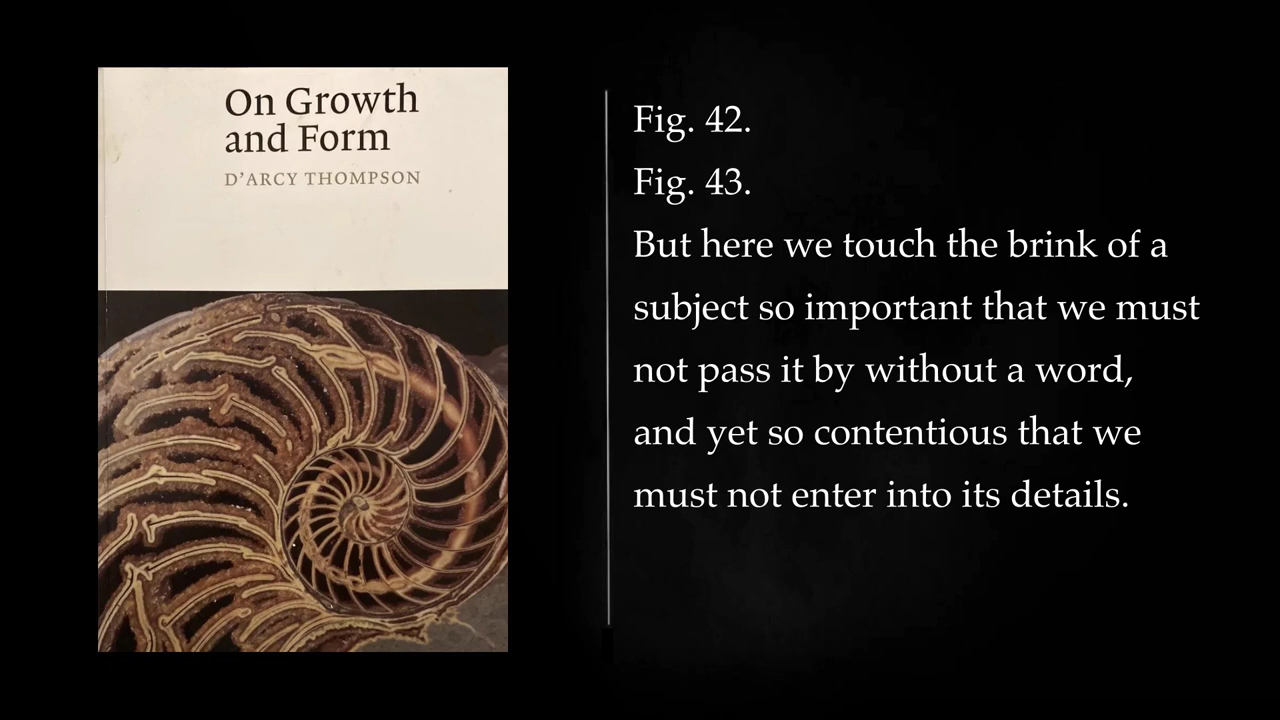 On Growth
and Form
D'ARCY THOMPSON
Fig. 42.
Fig. 43.
But here we touch the brink of a
subject so important that we must
not pass it by without a word,
and yet so contentious that we
must not enter into its details.